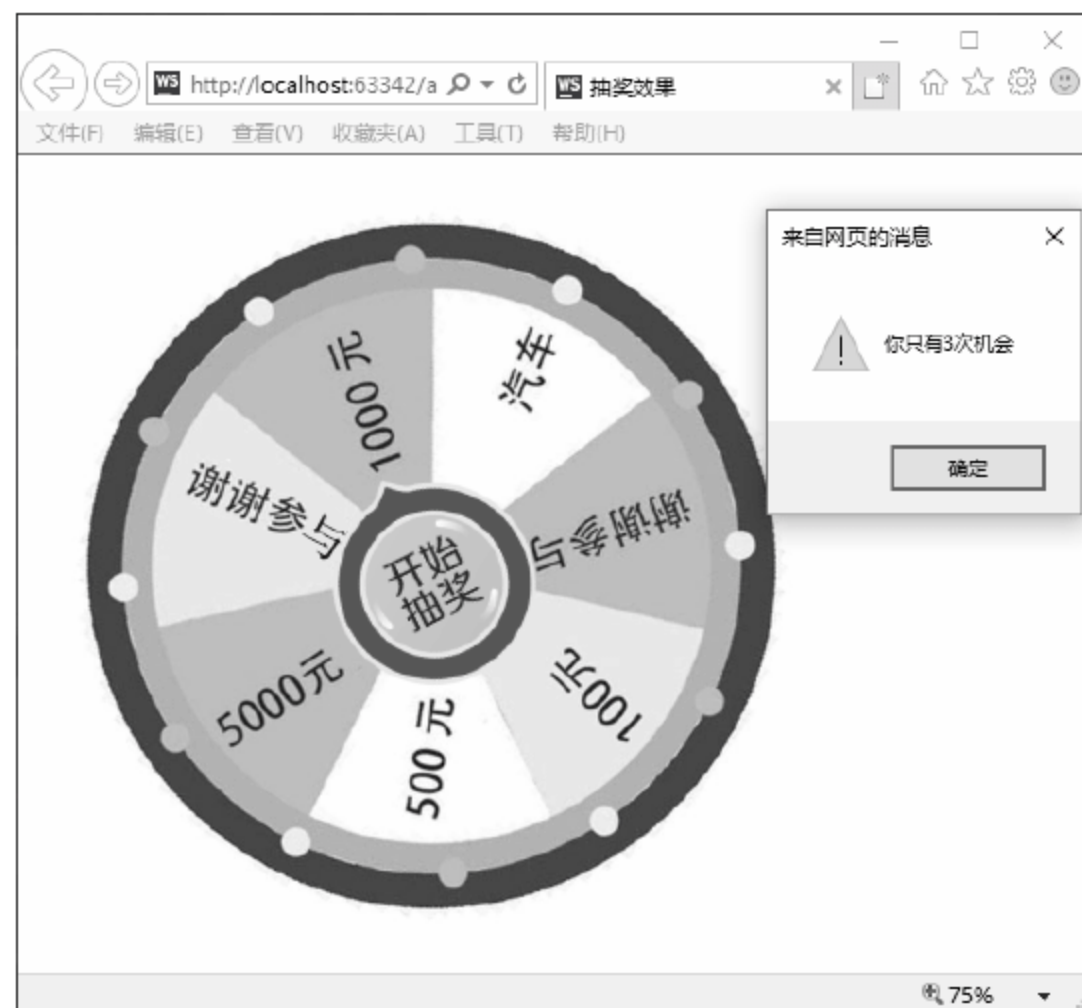 WS http://localhost:63342/a
WS 抽奖效果
文件(F) 编辑(E) 查看(V) 收藏夹(A) 工具(T) 帮助(H)
来自网页的消息
你只有3次机会
确定
1000 元
汽车
谢谢参与
谢谢参与
开始
抽奖
5000元
500 元
100元
75%